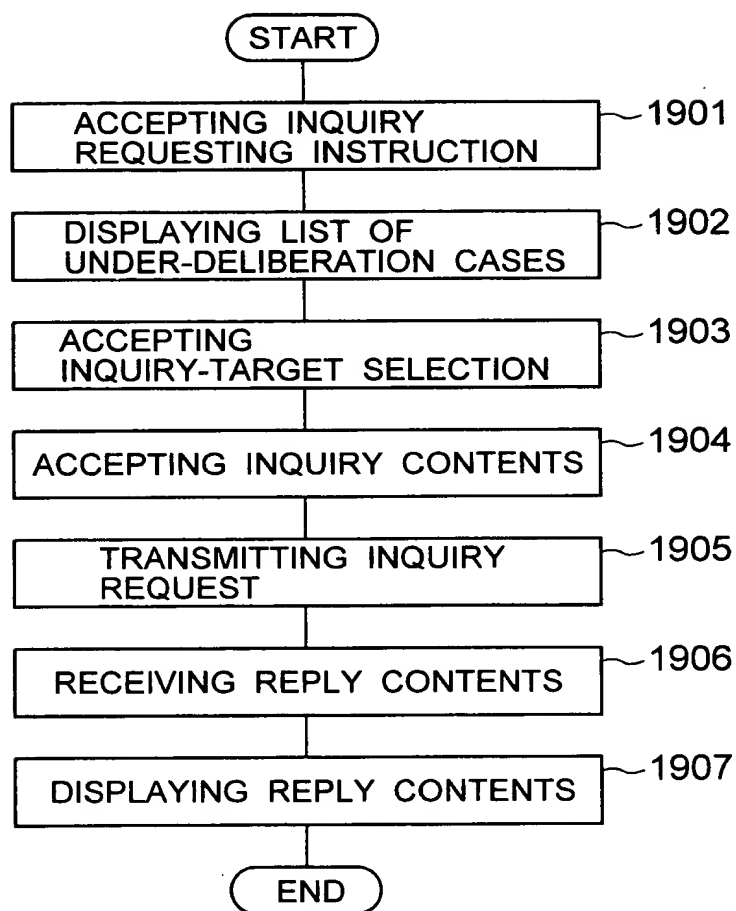 START
ACCEPTING INQUIRY
REQUESTING INSTRUCTION
1901
DISPLAYING LIST OF
UNDER-DELIBERATION CASES
1902
ACCEPTING
INQUIRY-TARGET SELECTION
1903
ACCEPTING INQUIRY CONTENTS
1904
TRANSMITTING INQUIRY
REQUEST
1905
RECEIVING REPLY CONTENTS
1906
DISPLAYING REPLY CONTENTS
1907
END